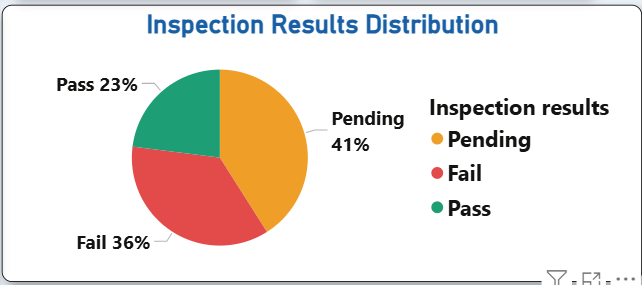 Inspection Results Distribution
Pass 23%
Pending
41%
Fail 36%
Inspection results
Pending
Fail
Pass